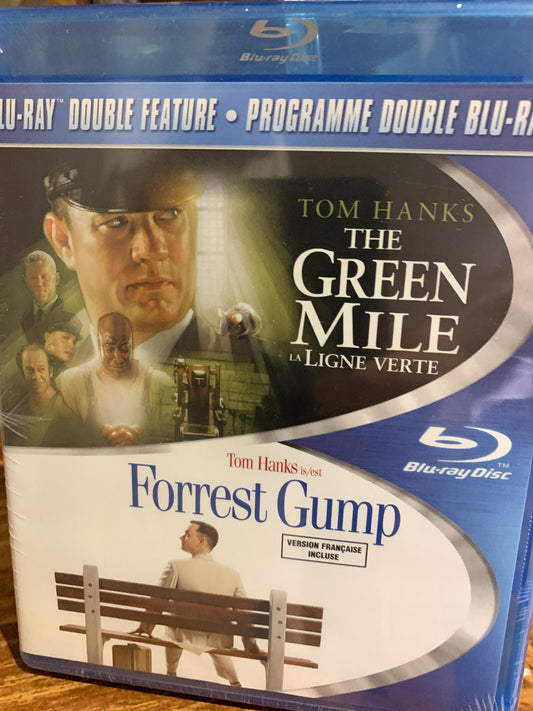 Blu-ray Disc
LU-RAY™ DOUBLE FEATURE • PROGRAMME DOUBLE BLU-RA
TOM HANKS
THE
GREEN
MILE
LA LIGNE VERTE
Blu-ray Disc™
Tom Hanks is/est
Forrest Gump
VERSION FRANÇAISE
INCLUSE